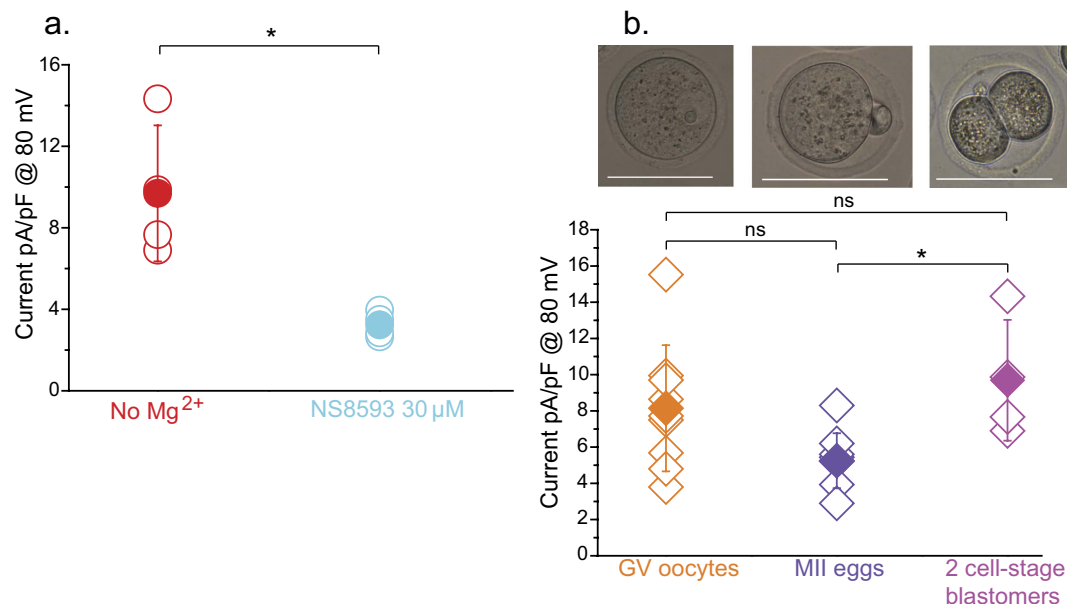 a.
*
Current pA/pF @ 80 mV
16
12
8
4
0
No Mg²⁺
NS8593 30 µM
b.
ns
ns
*
Current pA/pF @ 80 mV
18
16
14
12
10
8
6
4
2
0
GV oocytes
MII eggs
2 cell-stage
blastomers